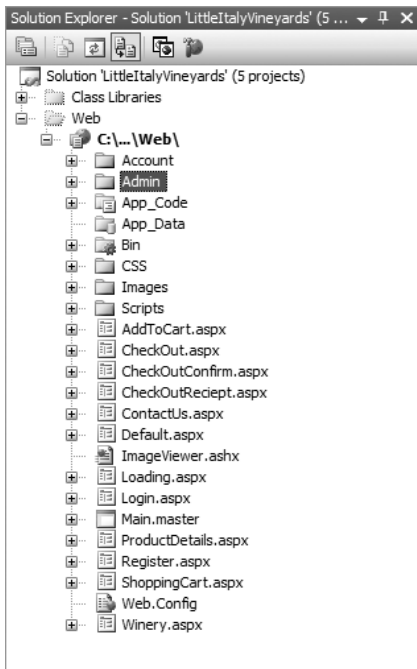 Solution Explorer - Solution 'LittleItalyVineyards' (5 ...
Solution 'LittleItalyVineyards' (5 projects)
Class Libraries
Web
C:\...\Web\
Account
Admin
App_Code
App_Data
Bin
CSS
Images
Scripts
AddToCart.aspx
CheckOut.aspx
CheckOutConfirm.aspx
CheckOutReciept.aspx
ContactUs.aspx
Default.aspx
ImageViewer.ashx
Loading.aspx
Login.aspx
Main.master
ProductDetails.aspx
Register.aspx
ShoppingCart.aspx
Web.Config
Winery.aspx